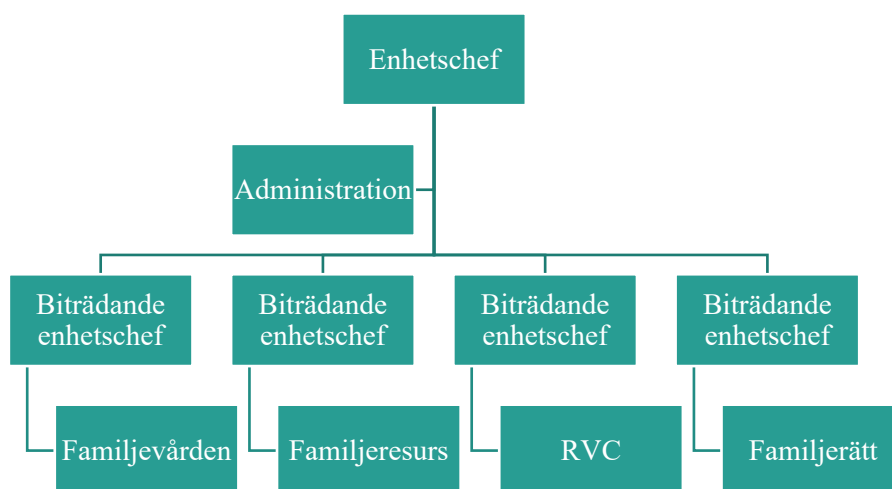 Enhetschef
Administration
Biträdande
enhetschef
Biträdande
enhetschef
Biträdande
enhetschef
Biträdande
enhetschef
Familjevården
Familjeresurs
RVC
Familjerätt